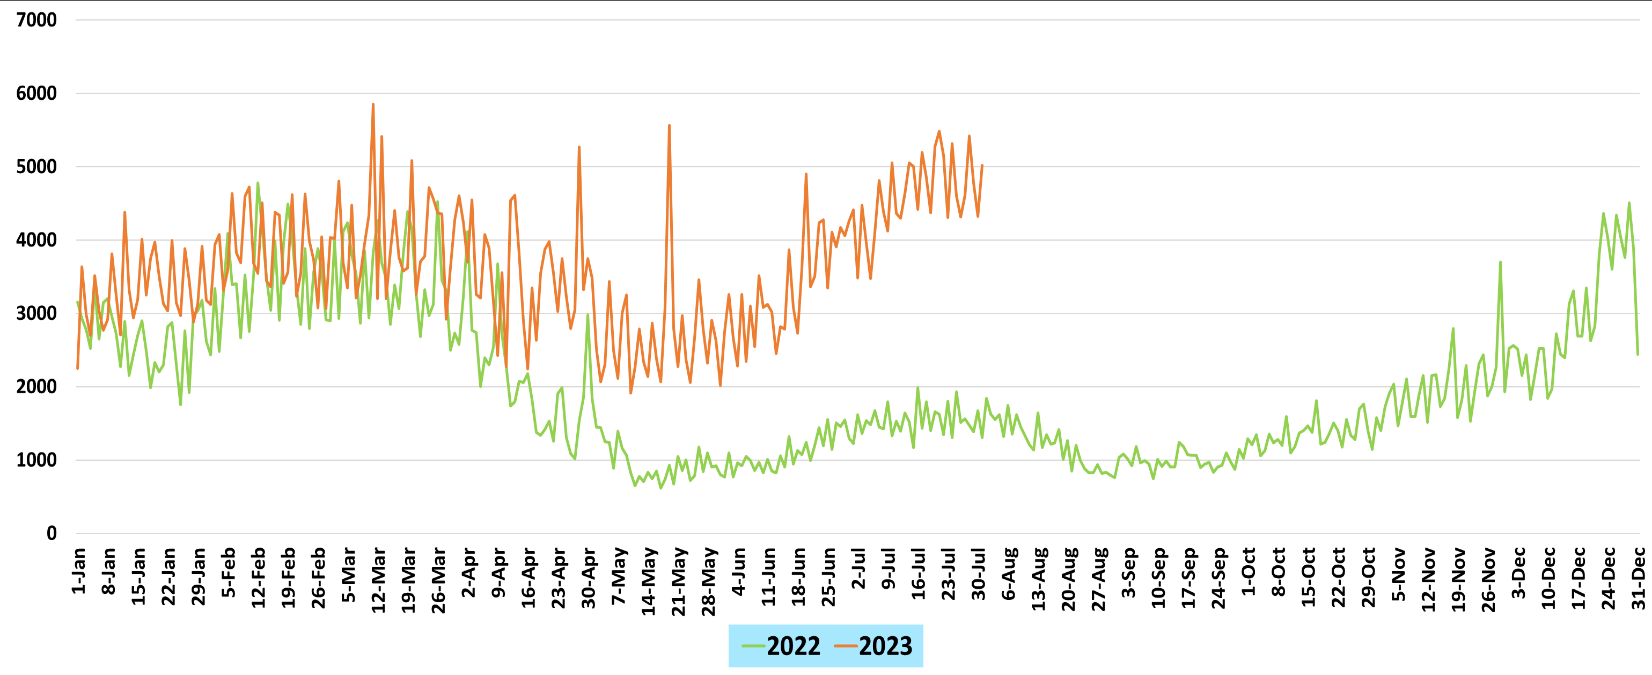 7000
6000
5000
4000
3000
2000
1000
0
1-Jan
8-Jan
15-Jan
22-Jan
29-Jan
5-Feb
12-Feb
19-Feb
26-Feb
5-Mar
12-Mar
19-Mar
26-Mar
2-Apr
9-Apr
16-Apr
23-Apr
30-Apr
7-May
14-May
21-May
28-May
4-Jun
11-Jun
18-Jun
25-Jun
2-Jul
9-Jul
16-Jul
23-Jul
30-Jul
6-Aug
13-Aug
20-Aug
27-Aug
3-Sep
10-Sep
17-Sep
24-Sep
1-Oct
8-Oct
15-Oct
22-Oct
29-Oct
5-Nov
12-Nov
19-Nov
26-Nov
3-Dec
10-Dec
17-Dec
24-Dec
31-Dec
2022 2023